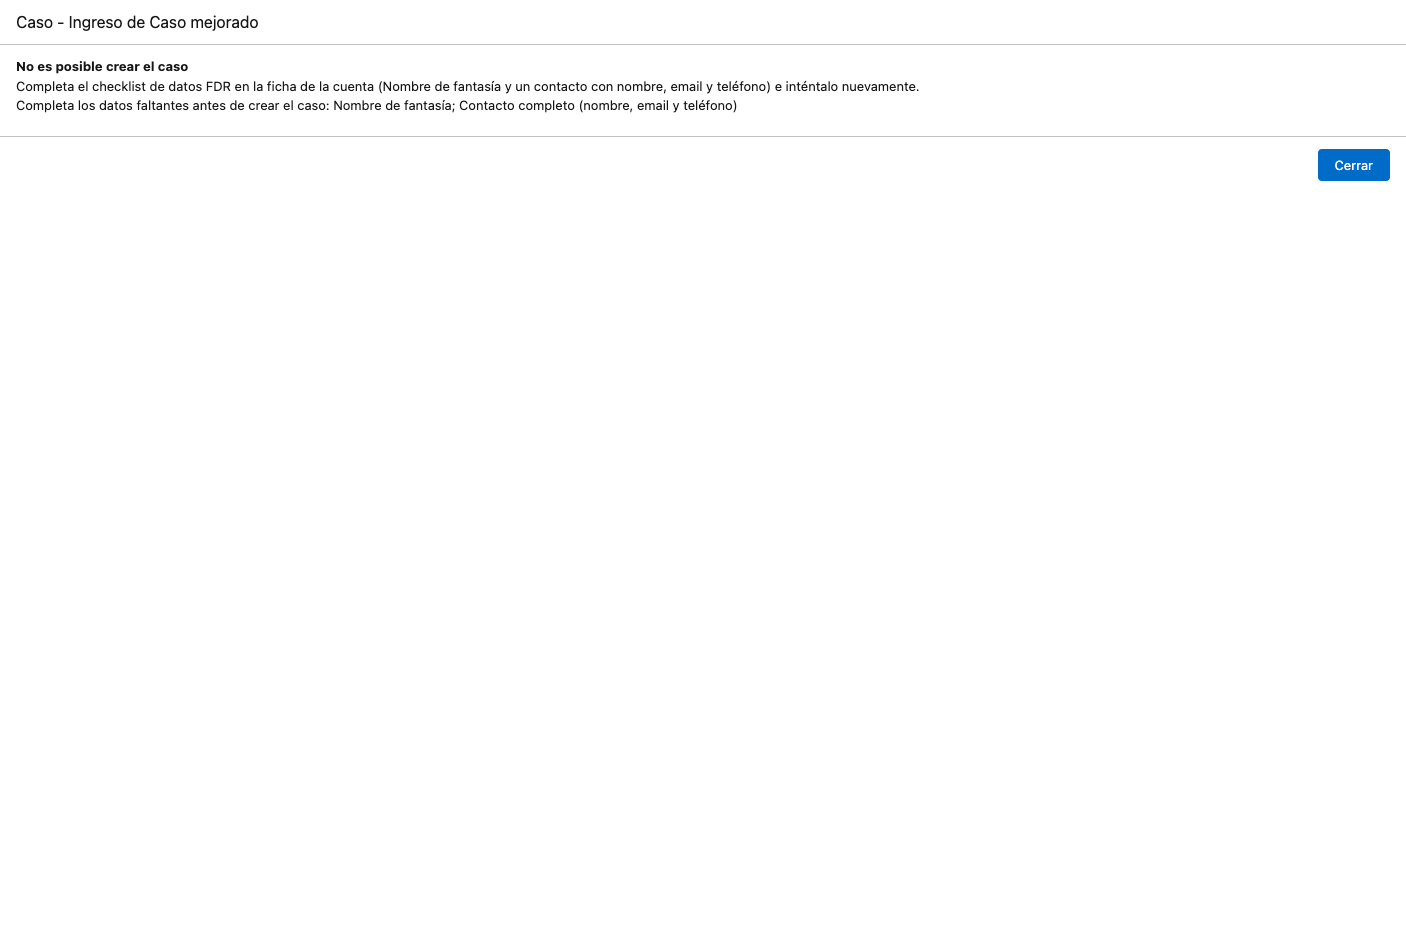 Caso - Ingreso de Caso mejorado
No es posible crear el caso
Completa el checklist de datos FDR en la ficha de la cuenta (Nombre de fantasía y un contacto con nombre, email y teléfono) e inténtalo nuevamente.
Completa los datos faltantes antes de crear el caso: Nombre de fantasía; Contacto completo (nombre, email y teléfono)
Cerrar